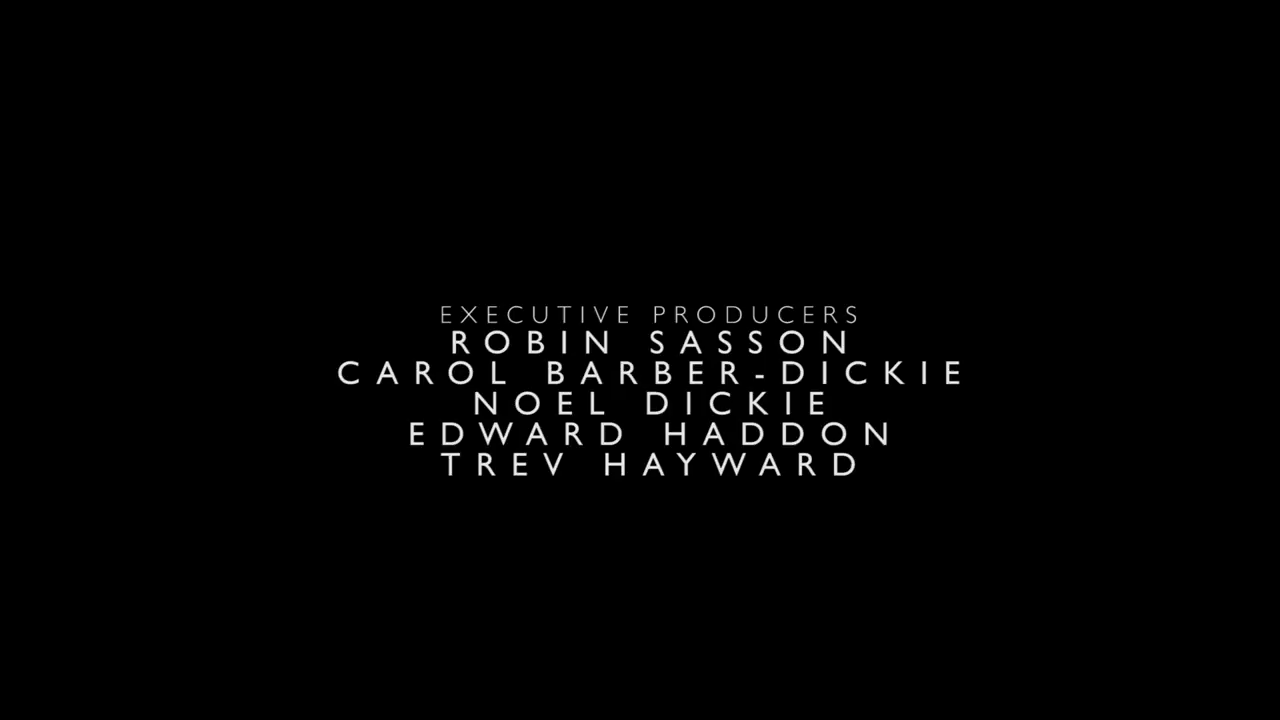 EXECUTIVE PRODUCERS
ROBIN SASSON
CAROL BARBER-DICKIE
NOEL DICKIE
EDWARD HADDON
TREV HAYWARD